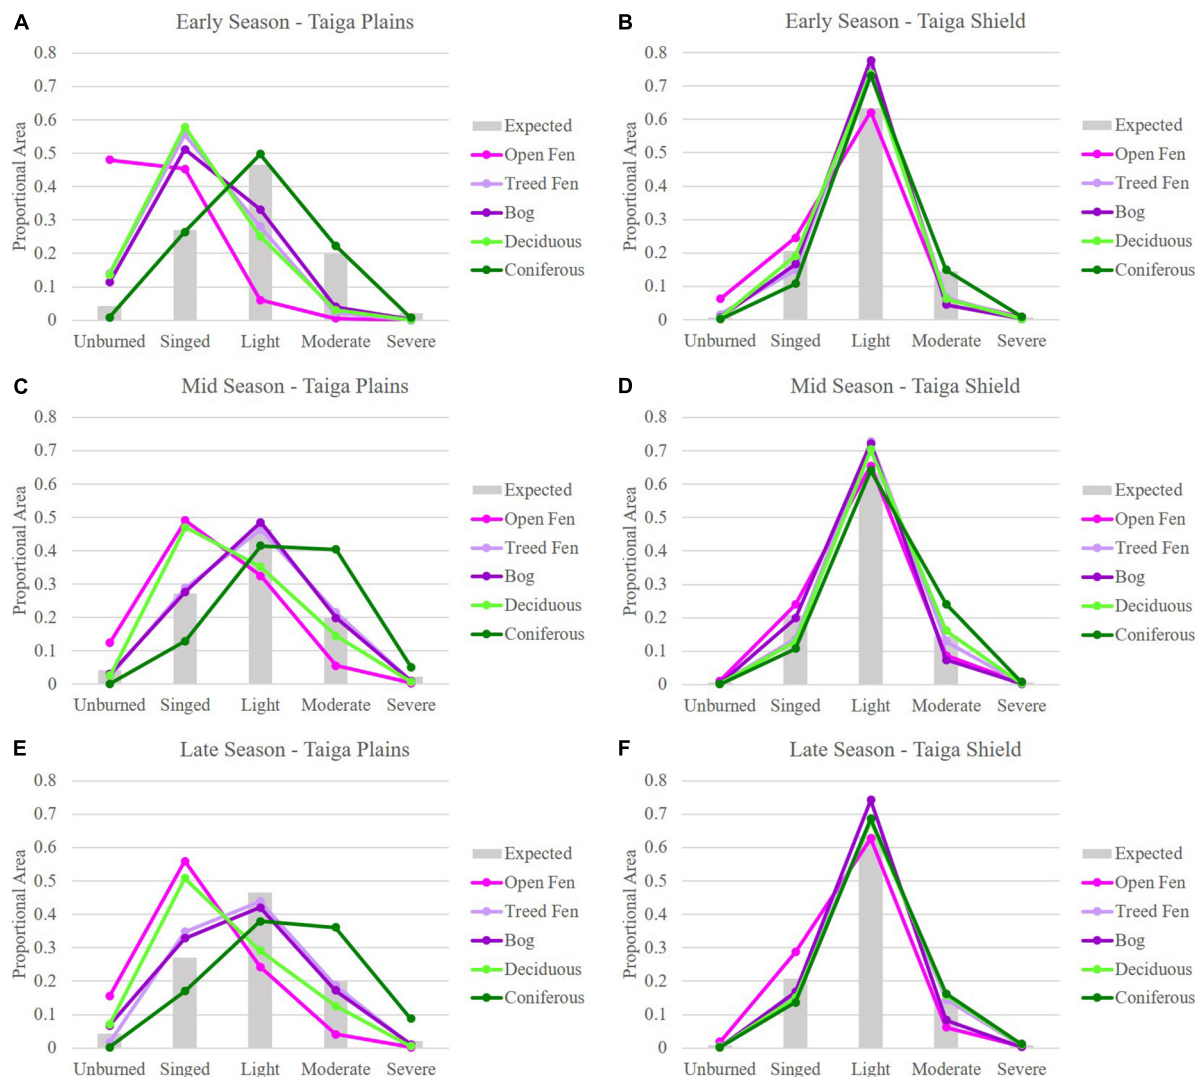 A
Early Season - Taiga Plains
Proportional Area
0.8
0.7
0.6
0.5
0.4
0.3
0.2
0.1
0
Unburned Singed Light Moderate Severe
Expected
Open Fen
Treed Fen
Bog
Deciduous
Coniferous
B
Early Season - Taiga Shield
Proportional Area
0.8
0.7
0.6
0.5
0.4
0.3
0.2
0.1
0
Unburned Singed Light Moderate Severe
Expected
Open Fen
Treed Fen
Bog
Deciduous
Coniferous
C
Mid Season - Taiga Plains
Proportional Area
0.8
0.7
0.6
0.5
0.4
0.3
0.2
0.1
0
Unburned Singed Light Moderate Severe
Expected
Open Fen
Treed Fen
Bog
Deciduous
Coniferous
D
Mid Season - Taiga Shield
Proportional Area
0.8
0.7
0.6
0.5
0.4
0.3
0.2
0.1
0
Unburned Singed Light Moderate Severe
Expected
Open Fen
Treed Fen
Bog
Deciduous
Coniferous
E
Late Season - Taiga Plains
Proportional Area
0.8
0.7
0.6
0.5
0.4
0.3
0.2
0.1
0
Unburned Singed Light Moderate Severe
Expected
Open Fen
Treed Fen
Bog
Deciduous
Coniferous
F
Late Season - Taiga Shield
Proportional Area
0.8
0.7
0.6
0.5
0.4
0.3
0.2
0.1
0
Unburned Singed Light Moderate Severe
Expected
Open Fen
Treed Fen
Bog
Deciduous
Coniferous